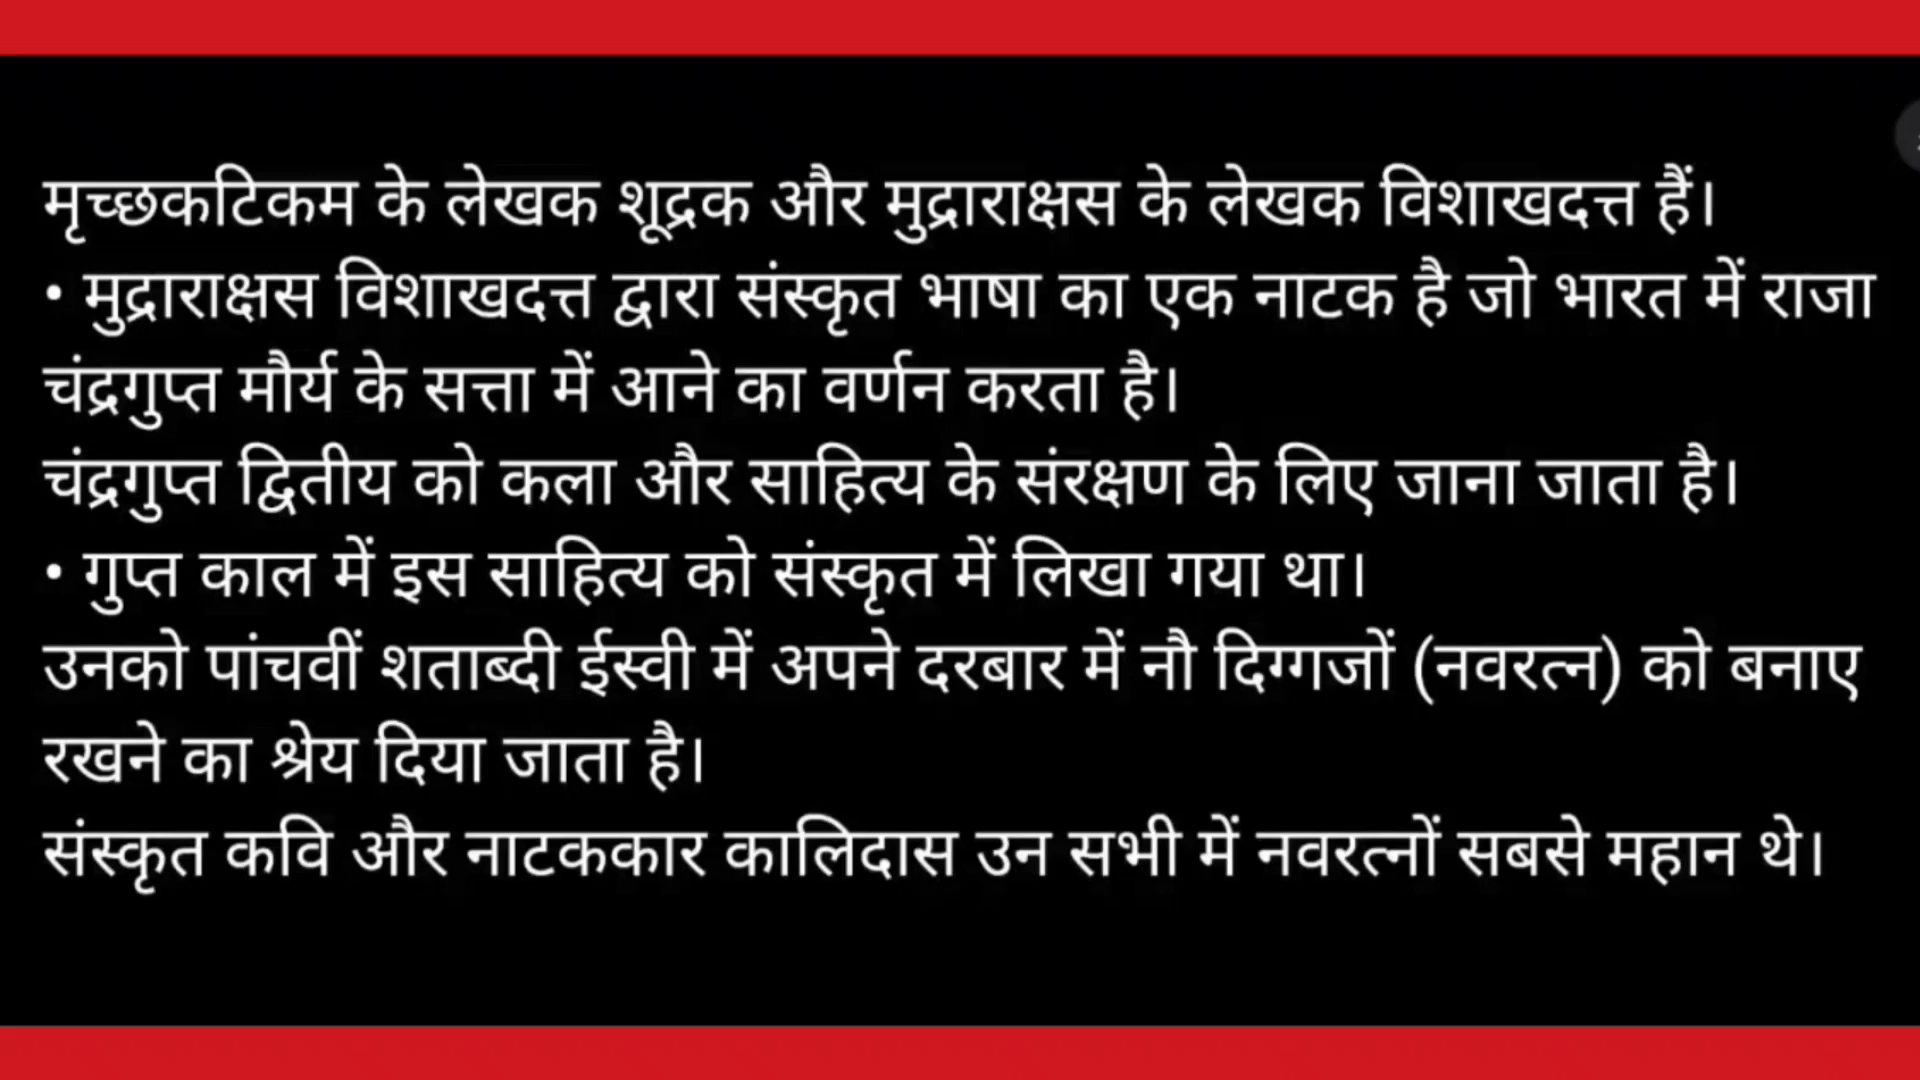 मृच्छकटिकम के लेखक शूद्रक और मुद्राराक्षस के लेखक विशाखदत्त हैं।
• मुद्राराक्षस विशाखदत्त द्वारा संस्कृत भाषा का एक नाटक है जो भारत में राजा
चंद्रगुप्त मौर्य के सत्ता में आने का वर्णन करता है।
चंद्रगुप्त द्वितीय को कला और साहित्य के संरक्षण के लिए जाना जाता है।
• गुप्त काल में इस साहित्य को संस्कृत में लिखा गया था।
उनको पांचवीं शताब्दी ईस्वी में अपने दरबार में नौ दिग्गजों (नवरत्न) को बनाए
रखने का श्रेय दिया जाता है।
संस्कृत कवि और नाटककार कालिदास उन सभी में नवरत्नों सबसे महान थे।